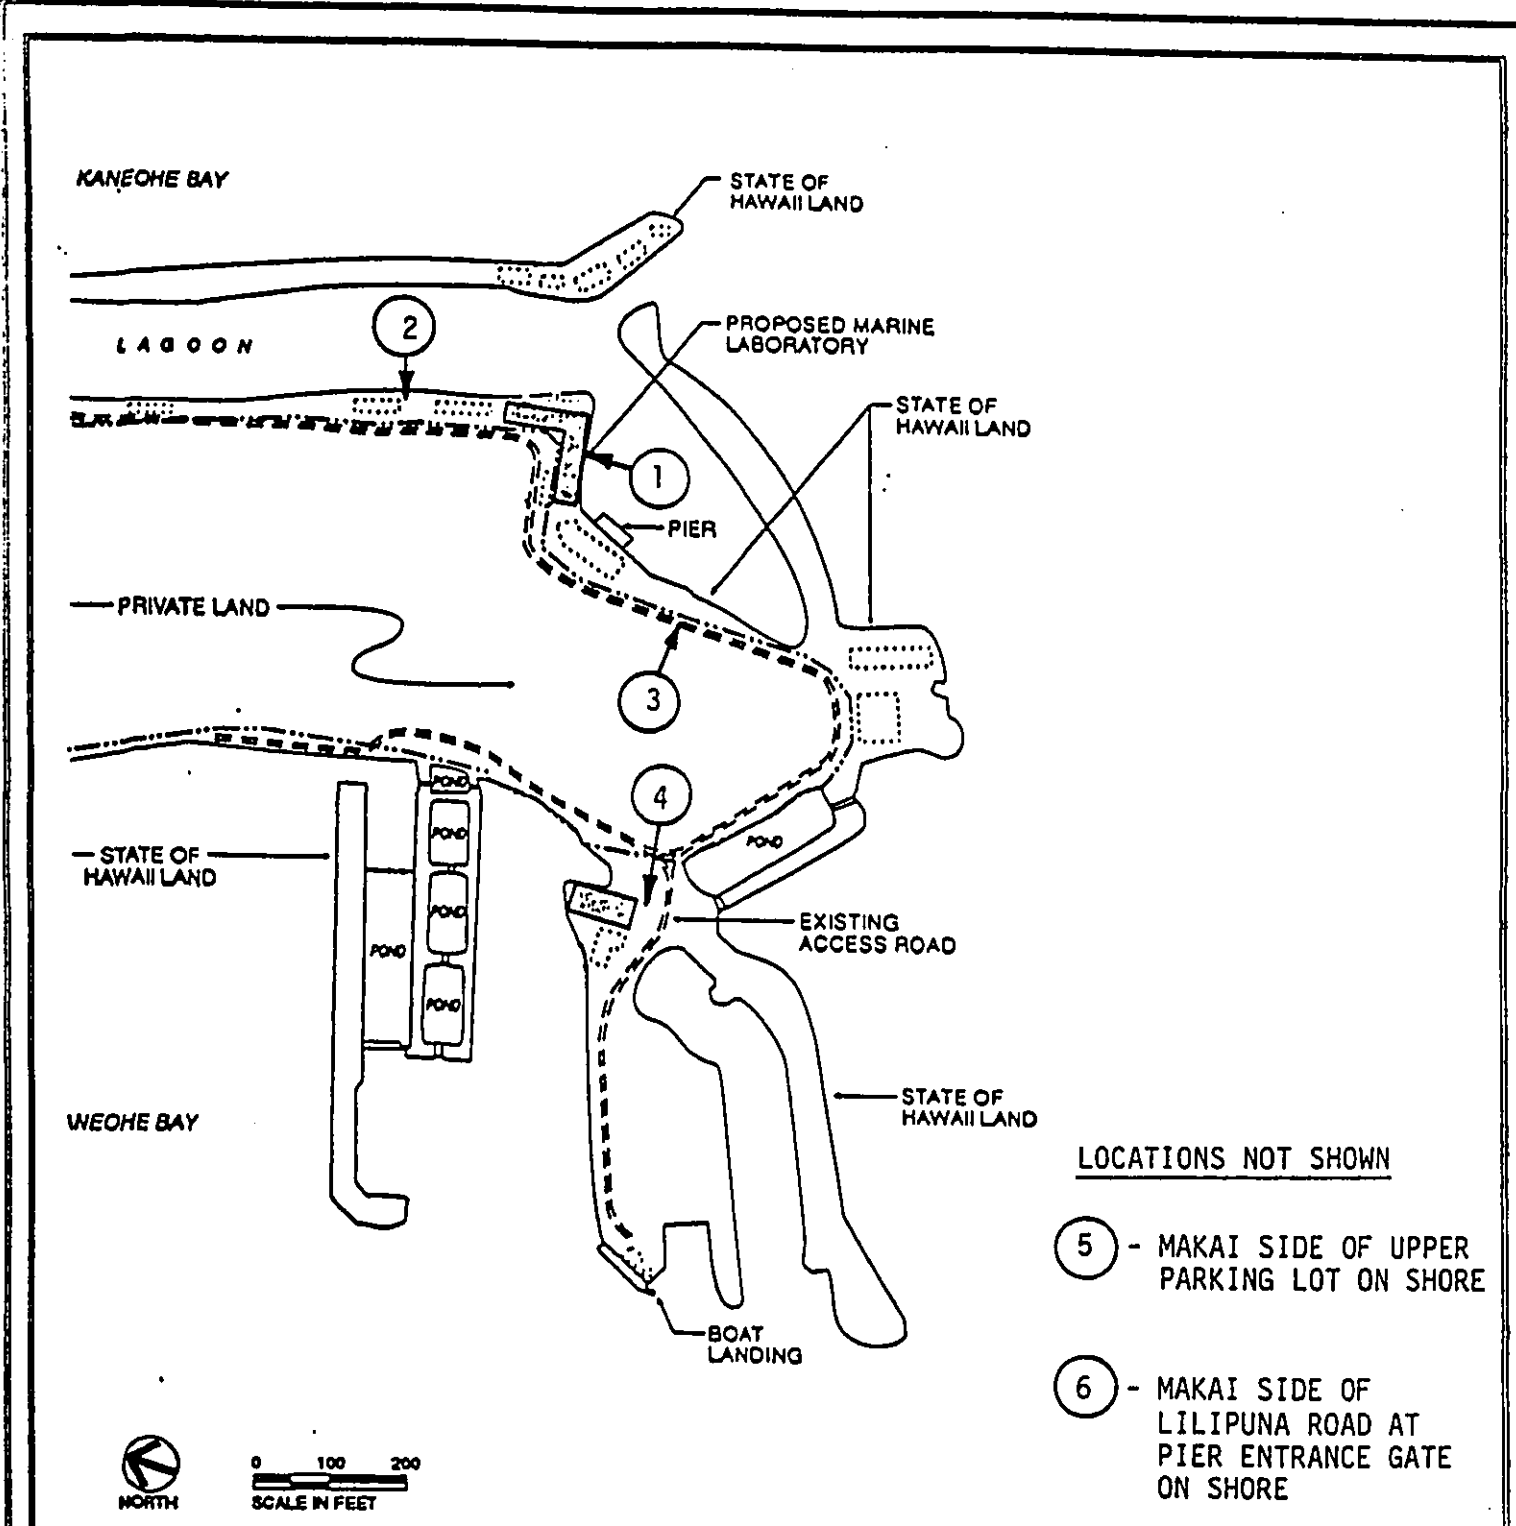 KANEOHE BAY
STATE OF
HAWAII LAND
LAGOON
2
PROPOSED MARINE
LABORATORY
STATE OF
HAWAII LAND
1
PIER
PRIVATE LAND
3
4
POND
POND
POND
STATE OF
HAWAII LAND
POND
POND
POND
EXISTING
ACCESS ROAD
STATE OF
HAWAII LAND
WEOHE BAY
LOCATIONS NOT SHOWN
5 - MAKAI SIDE OF UPPER
PARKING LOT ON SHORE
BOAT
LANDING
6 - MAKAI SIDE OF
LILIPUNA ROAD AT
PIER ENTRANCE GATE
ON SHORE
NORTH
0 100 200
SCALE IN FEET